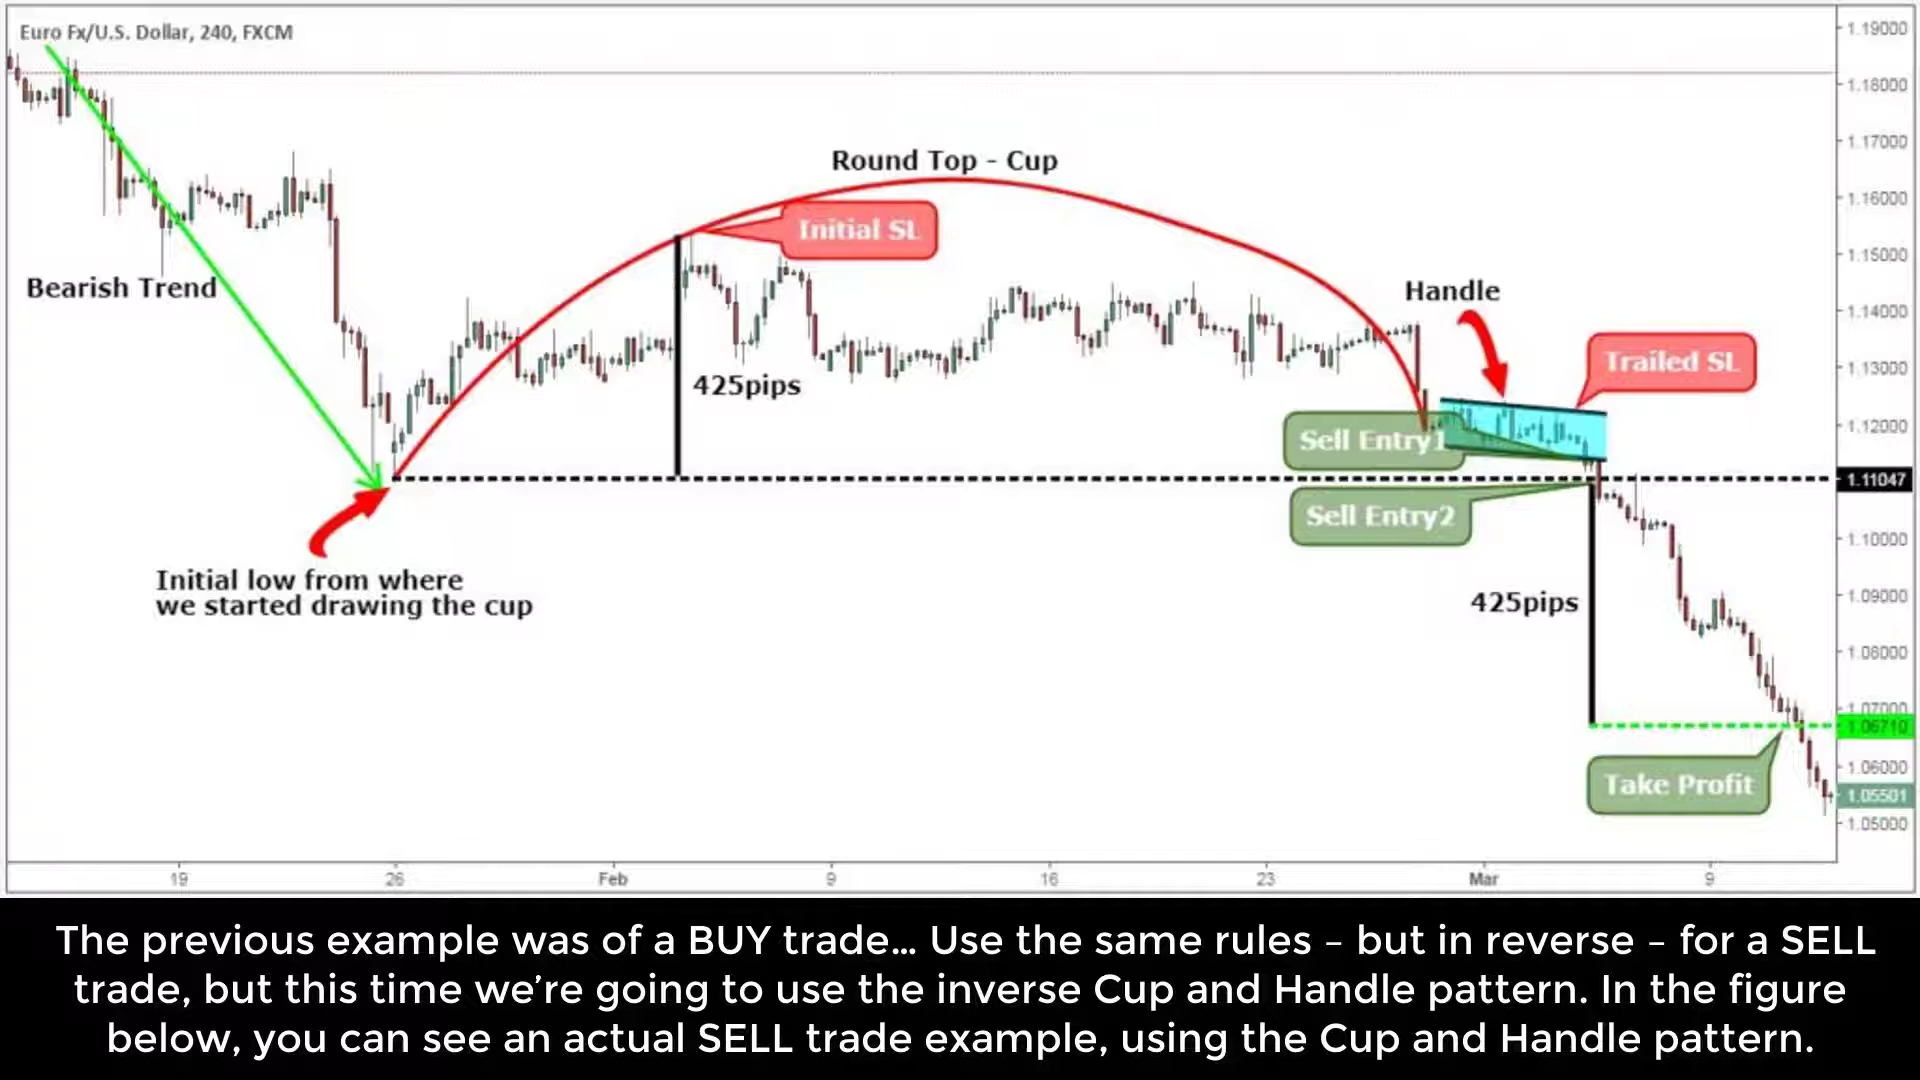 Euro Fx/U.S. Dollar, 240, FXCM
1.19000
1.18000
1.17000
Round Top - Cup
1.16000
Initial SL
1.15000
Bearish Trend
Handle
1.14000
Trailed SL
1.13000
425pips
1.12000
Sell Entry1
1.11047
Sell Entry2
1.10000
Initial low from where
we started drawing the cup
1.09000
425pips
1.08000
1.07000
1.06710
1.06000
Take Profit
1.05501
1.05000
19 26 Feb 9 16 23 Mar 9
The previous example was of a BUY trade... Use the same rules – but in reverse – for a SELL
trade, but this time we’re going to use the inverse Cup and Handle pattern. In the figure
below, you can see an actual SELL trade example, using the Cup and Handle pattern.